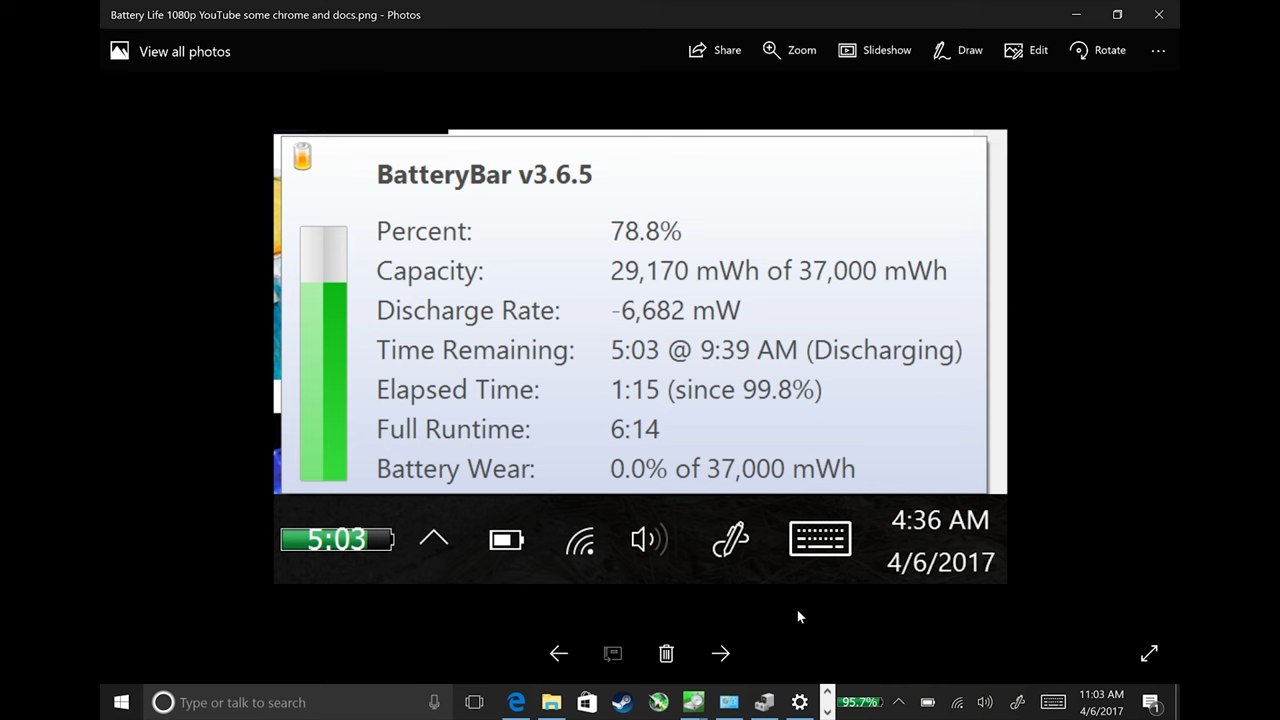 Battery Life 1080p YouTube some chrome and docs.png - Photos
View all photos
Share
Zoom
Slideshow
Draw
Edit
Rotate
BatteryBar v3.6.5
Percent: 78.8%
Capacity: 29,170 mWh of 37,000 mWh
Discharge Rate: -6,682 mW
Time Remaining: 5:03 @ 9:39 AM (Discharging)
Elapsed Time: 1:15 (since 99.8%)
Full Runtime: 6:14
Battery Wear: 0.0% of 37,000 mWh
5:03
4:36 AM
4/6/2017
Type or talk to search
95.7%
11:03 AM
4/6/2017
1